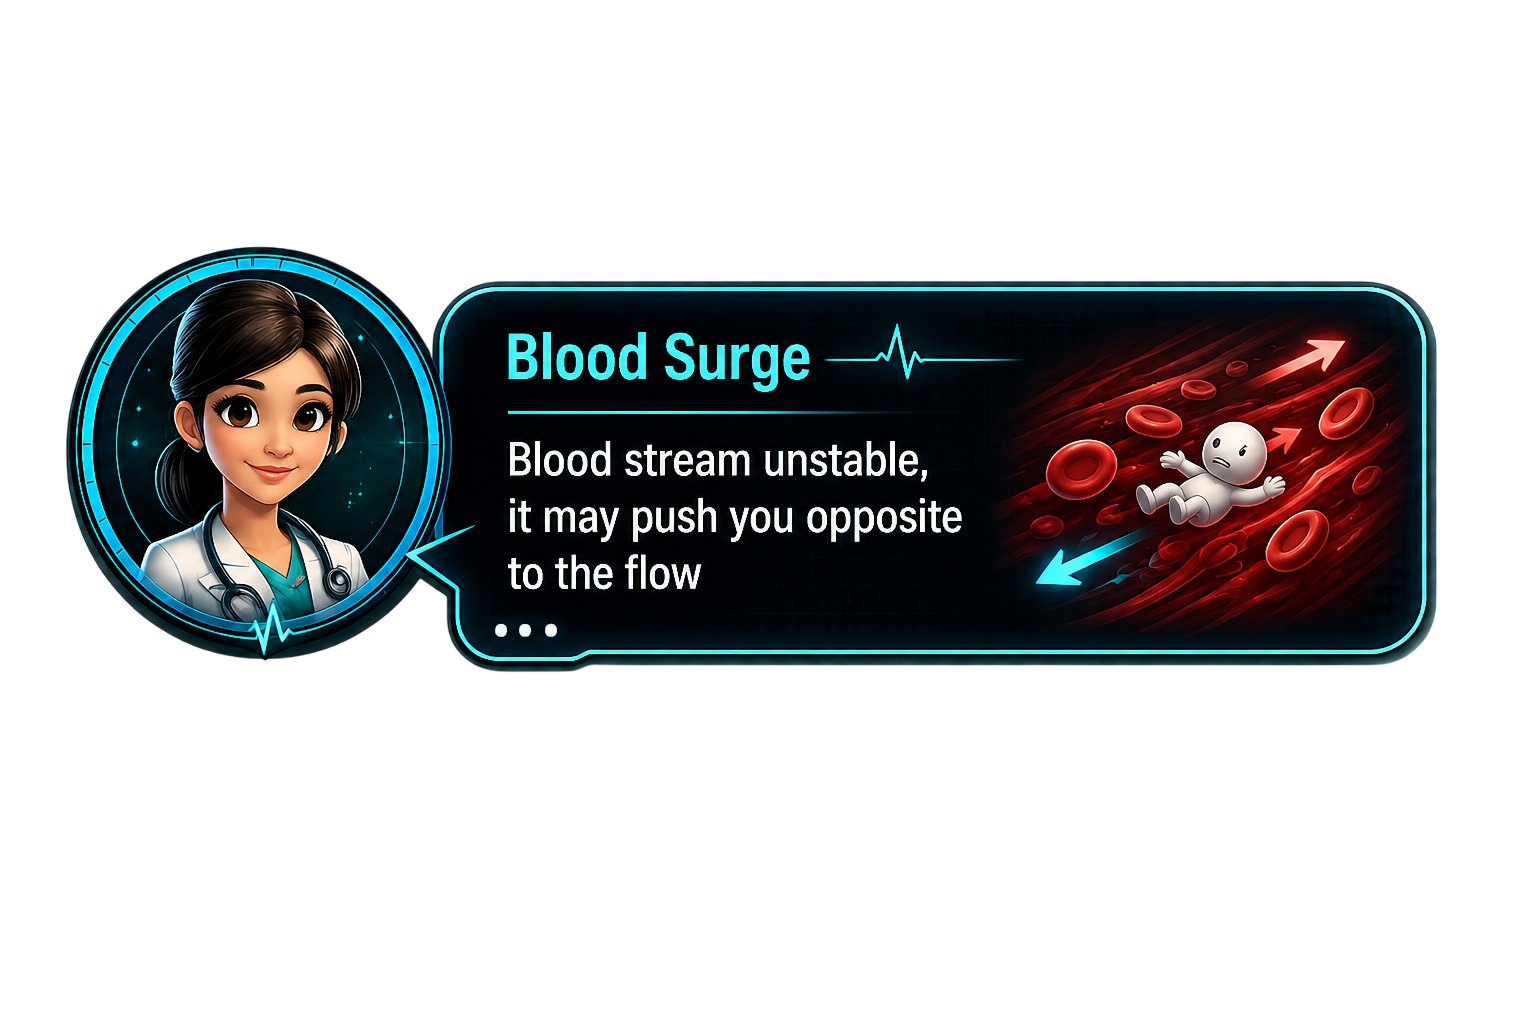 Blood Surge
Blood stream unstable,
it may push you opposite
to the flow